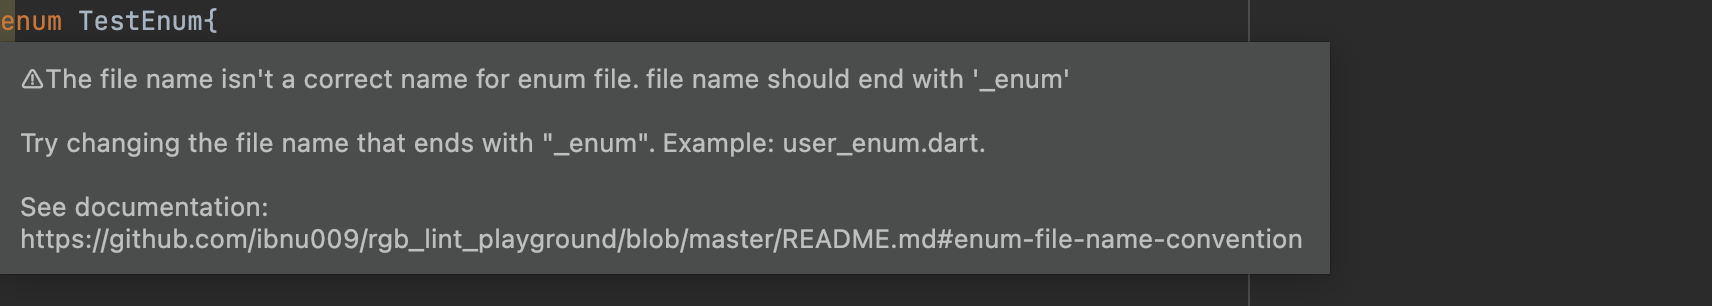 enum TestEnum{
⚠The file name isn't a correct name for enum file. file name should end with '_enum'
Try changing the file name that ends with "_enum". Example: user_enum.dart.
See documentation:
https://github.com/ibnu009/rgb_lint_playground/blob/master/README.md#enum-file-name-convention